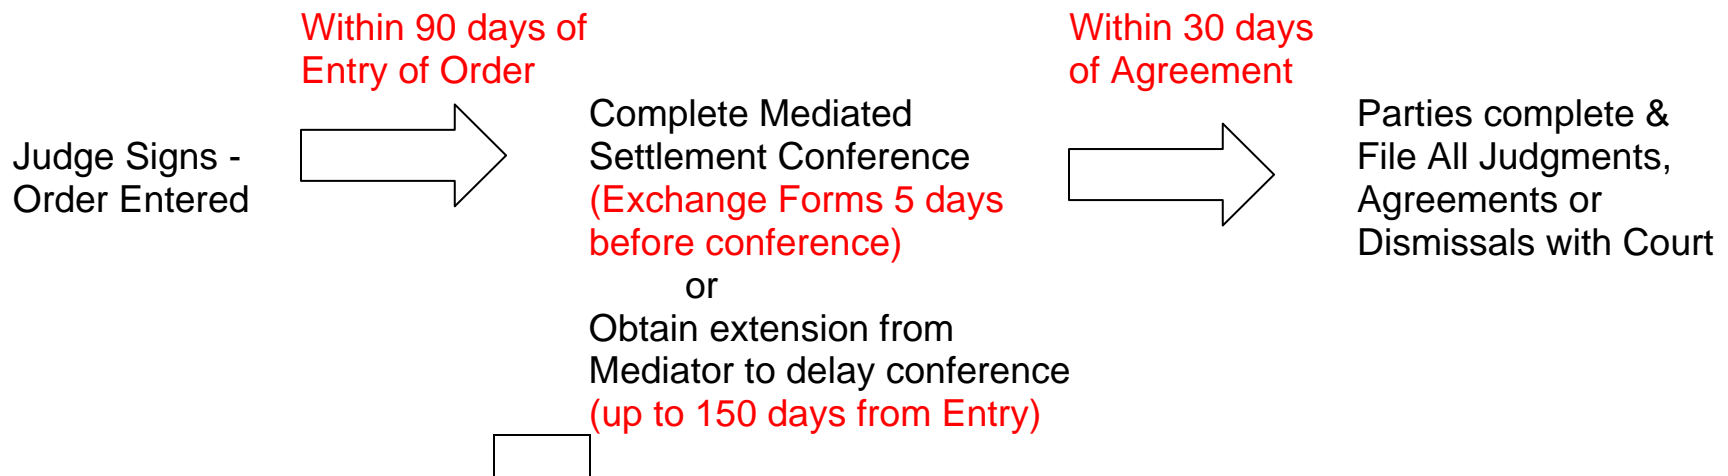 Within 90 days of
Entry of Order
Within 30 days
of Agreement
Judge Signs -
Order Entered
Complete Mediated
Settlement Conference
(Exchange Forms 5 days
before conference)
or
Obtain extension from
Mediator to delay conference
(up to 150 days from Entry)
Parties complete &
File All Judgments,
Agreements or
Dismissals with Court